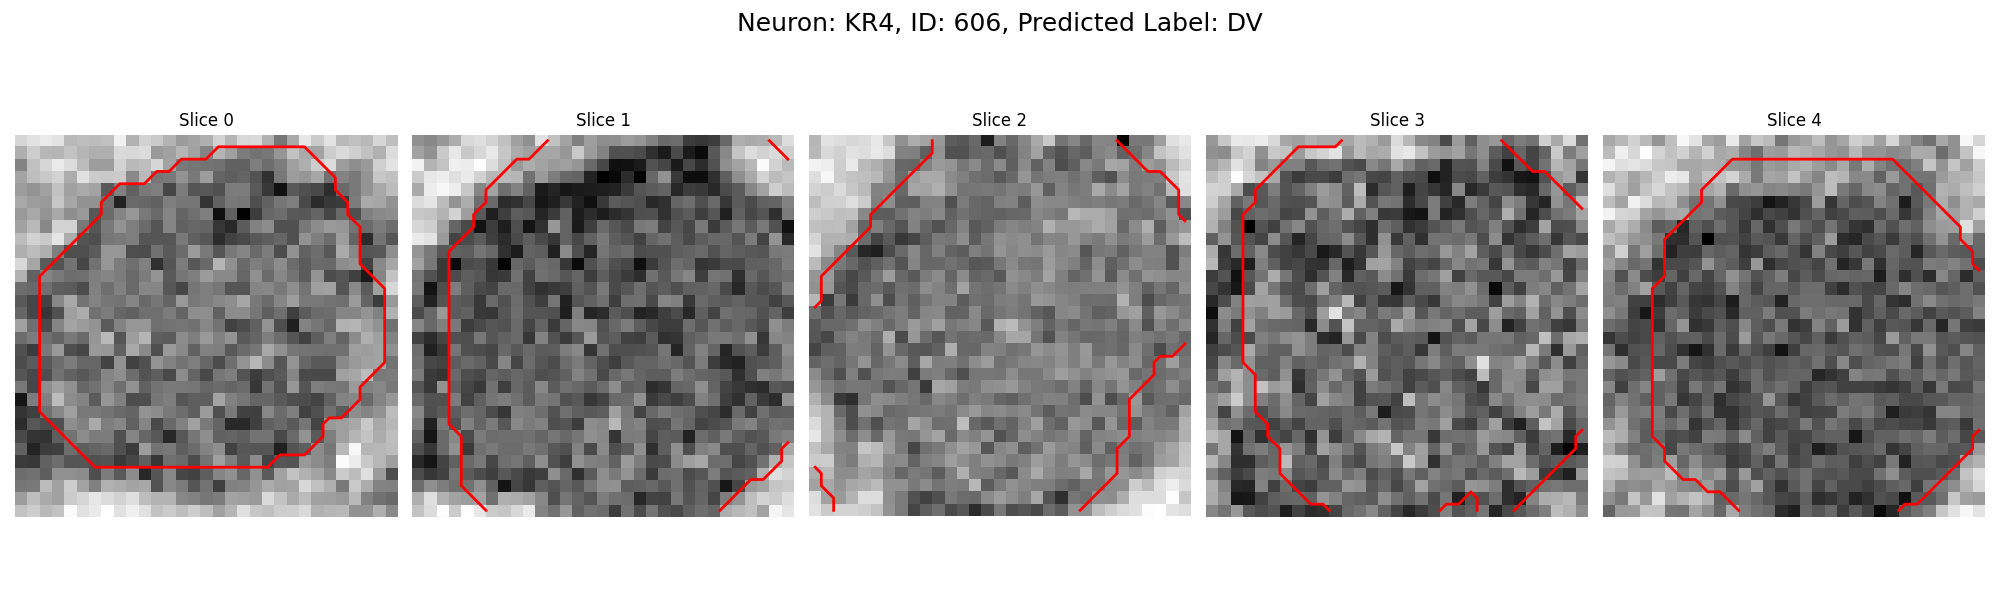 Neuron: KR4, ID: 606, Predicted Label: DV
Slice 0
Slice 1
Slice 2
Slice 3
Slice 4